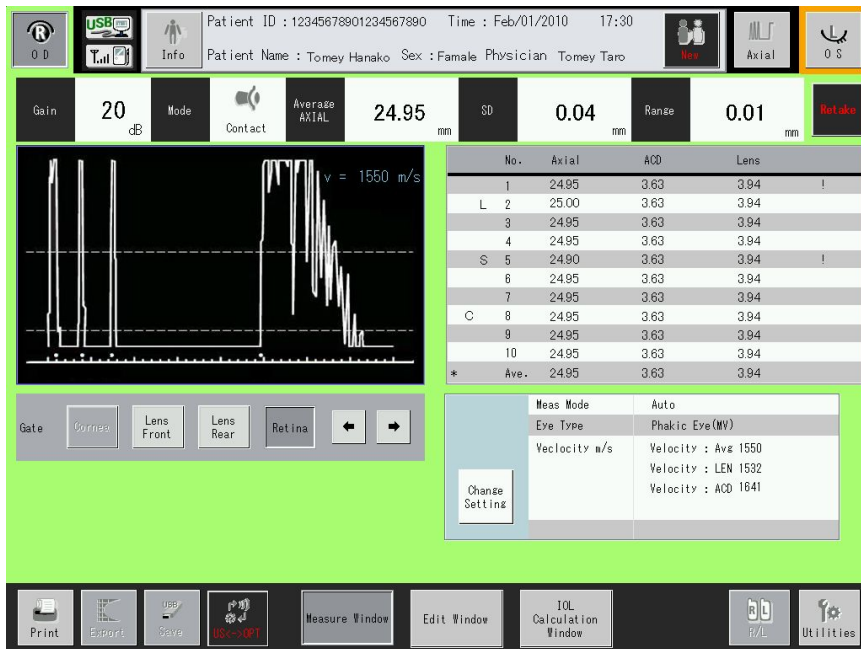 R USB Patient ID : 12345678901234567890 Time : Feb/01/2010 17:30 L
O D Info Patient Name : Tomey Hanako Sex : Famale Physician Tomey Taro New Axial O S
Gain 20 dB Mode Contact Average AXIAL 24.95 mm SD 0.04 mm Range 0.01 mm Retake
v = 1550 m/s
No. Axial ACD Lens
1 24.95 3.63 3.94 !
L 2 25.00 3.63 3.94
3 24.95 3.63 3.94
4 24.95 3.63 3.94
S 5 24.90 3.63 3.94 !
6 24.95 3.63 3.94
7 24.95 3.63 3.94
C 8 24.95 3.63 3.94
9 24.95 3.63 3.94
10 24.95 3.63 3.94
* Ave. 24.95 3.63 3.94
Gate Cornea Lens Front Lens Rear Retina
Meas Mode Auto
Eye Type Phakic Eye(MV)
Veclocity m/s Velocity : Avg 1550
Velocity : LEN 1532
Velocity : ACD 1641
Change Setting
Print Export USB Save US<->OPT Measure Window Edit Window IOL Calculation Window R L R/L Utilities